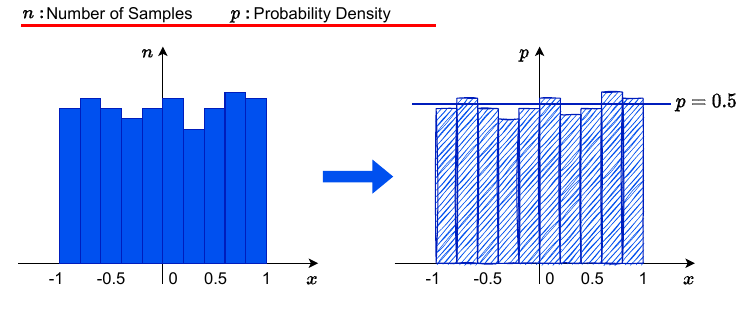 n : Number of Samples p : Probability Density
n
p
p = 0.5
-1 -0.5 0 0.5 1 x
-1 -0.5 0 0.5 1 x